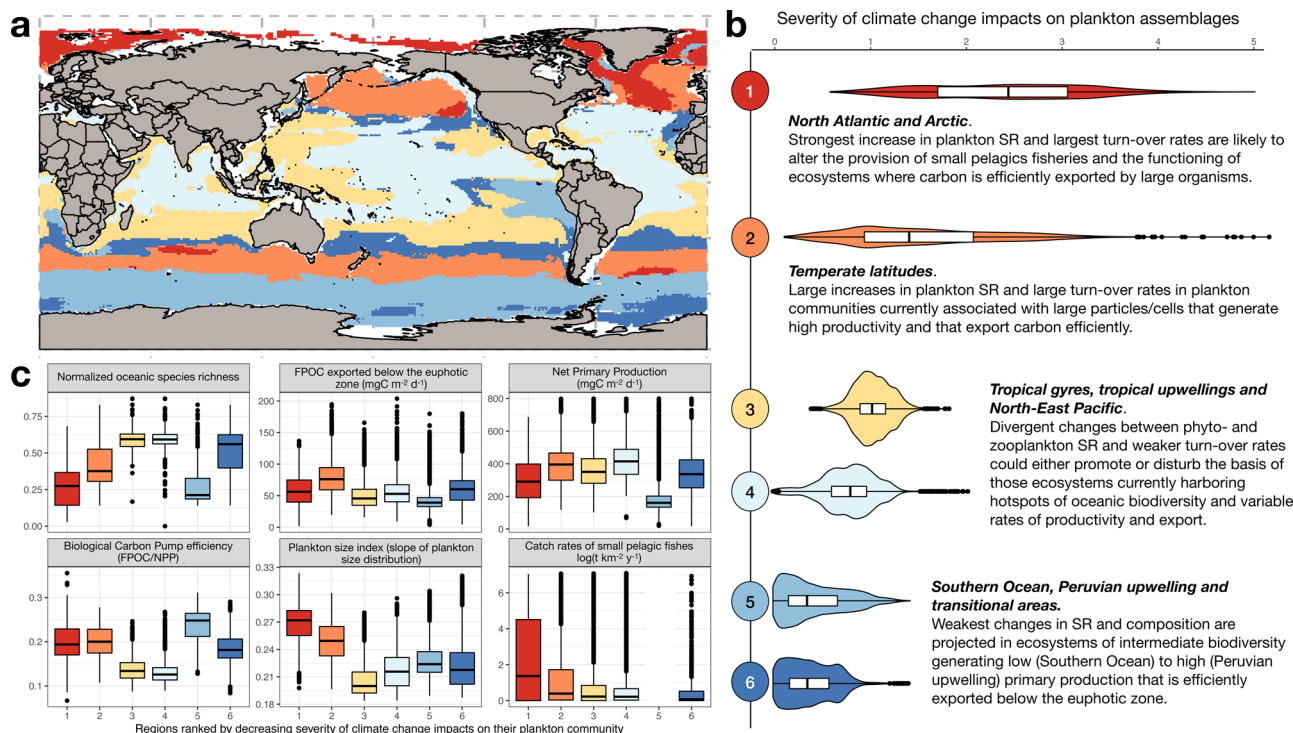 a
b
Severity of climate change impacts on plankton assemblages
0 1 2 3 4 5
1
North Atlantic and Arctic.
Strongest increase in plankton SR and largest turn-over rates are likely to
alter the provision of small pelagics fisheries and the functioning of
ecosystems where carbon is efficiently exported by large organisms.
2
Temperate latitudes.
Large increases in plankton SR and large turn-over rates in plankton
communities currently associated with large particles/cells that generate
high productivity and that export carbon efficiently.
3
4
Tropical gyres, tropical upwellings and
North-East Pacific.
Divergent changes between phyto- and
zooplankton SR and weaker turn-over rates
could either promote or disturb the basis of
those ecosystems currently harboring
hotspots of oceanic biodiversity and variable
rates of productivity and export.
5
6
Southern Ocean, Peruvian upwelling and
transitional areas.
Weakest changes in SR and composition are
projected in ecosystems of intermediate biodiversity
generating low (Southern Ocean) to high (Peruvian
upwelling) primary production that is efficiently
exported below the euphotic zone.
c
Normalized oceanic species richness
0.75
0.50
0.25
0.00
FPOC exported below the euphotic
zone (mgC m⁻² d⁻¹)
200
150
100
50
0
Net Primary Production
(mgC m⁻² d⁻¹)
800
600
400
200
0
Biological Carbon Pump efficiency
(FPOC/NPP)
0.3
0.2
0.1
1 2 3 4 5 6
Plankton size index (slope of plankton
size distribution)
0.33
0.30
0.27
0.24
0.21
0.18
1 2 3 4 5 6
Catch rates of small pelagic fishes
log(t km⁻² y⁻¹)
6
4
2
0
1 2 3 4 5 6
Regions ranked by decreasing severity of climate change impacts on their plankton community